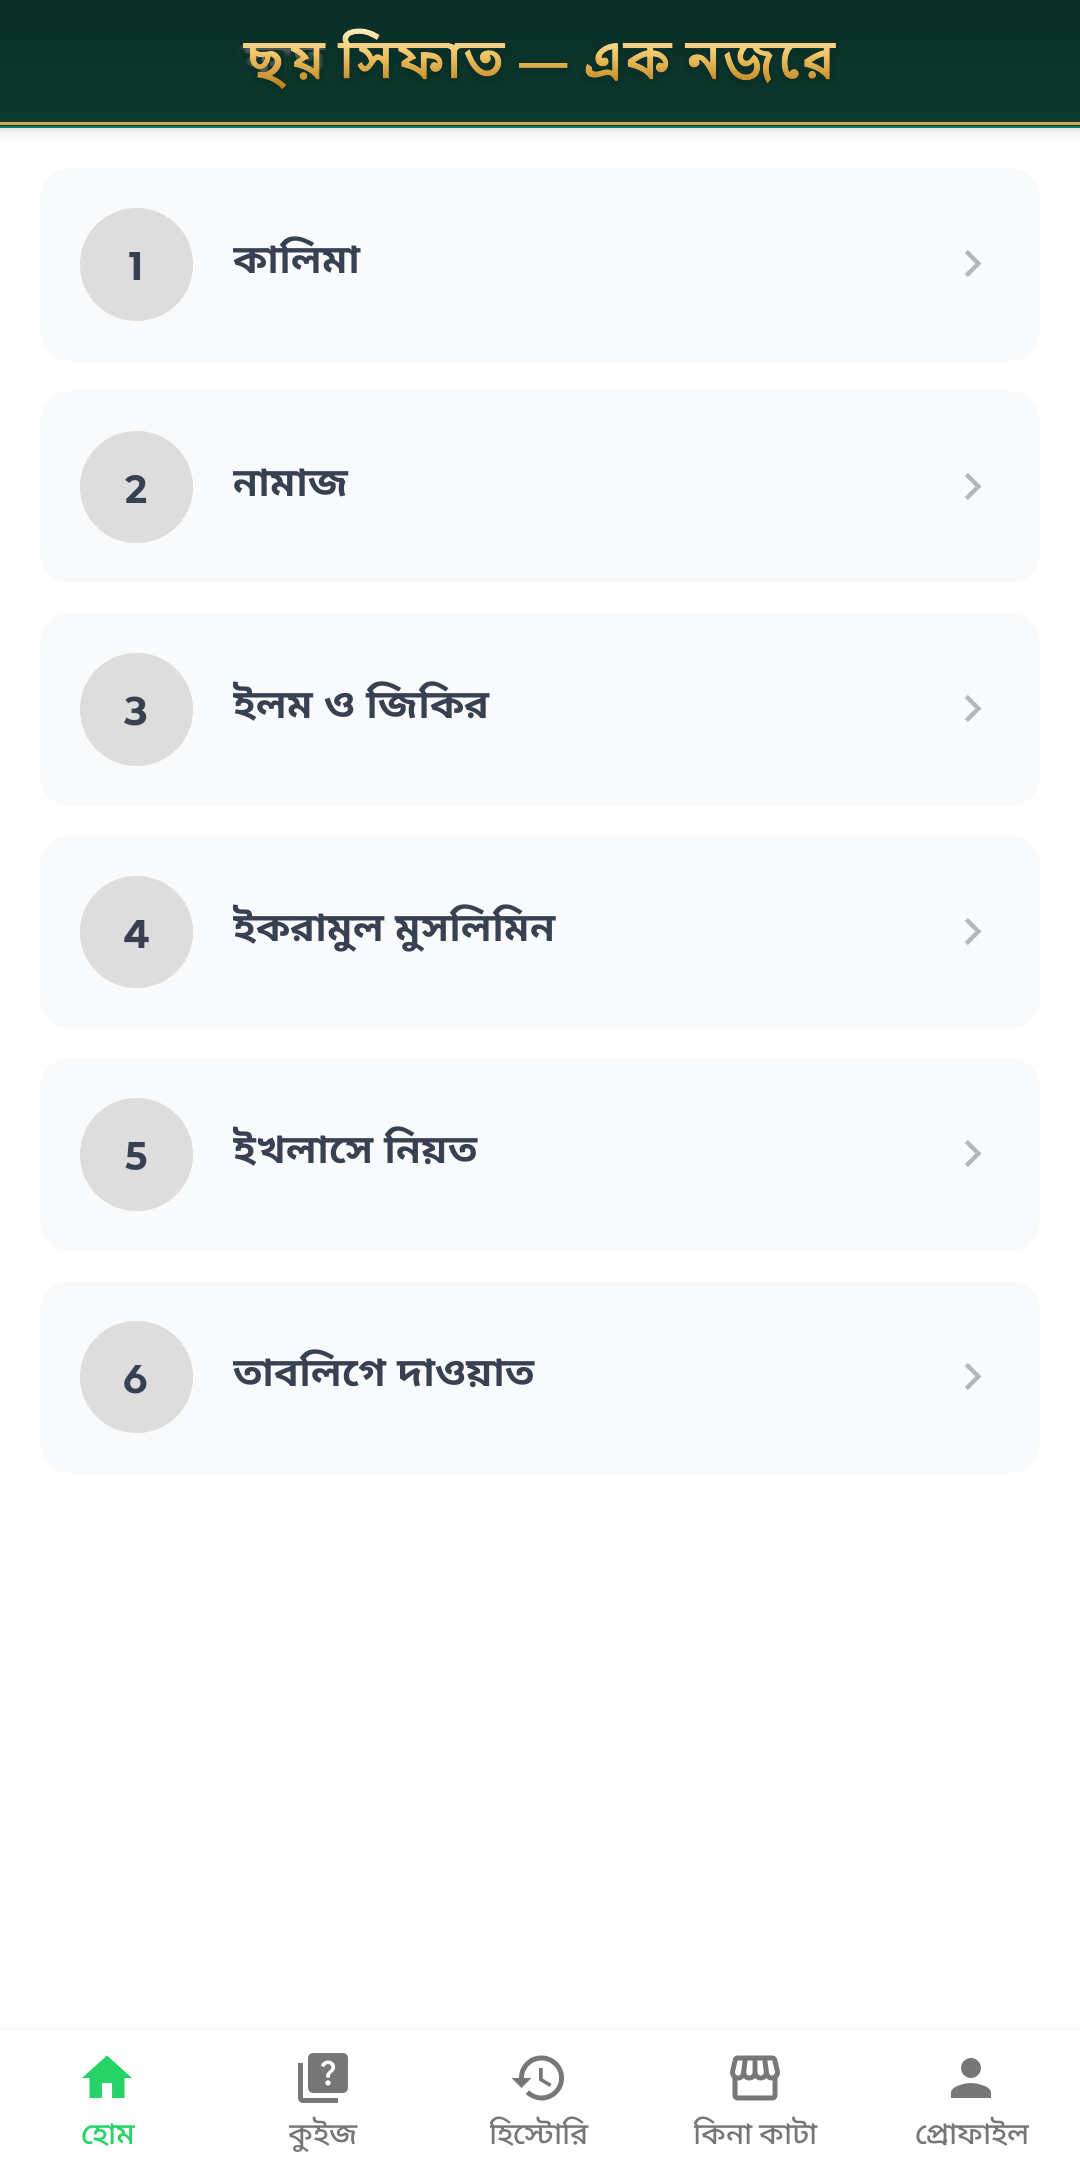 ছয় সিফাত — এক নজরে
1 কালিমা
2 নামাজ
3 ইলম ও জিকির
4 ইকরামুল মুসলিমিন
5 ইখলাসে নিয়ত
6 তাবলিগে দাওয়াত
হোম কুইজ হিস্টোরি কিনা কাটা প্রোফাইল